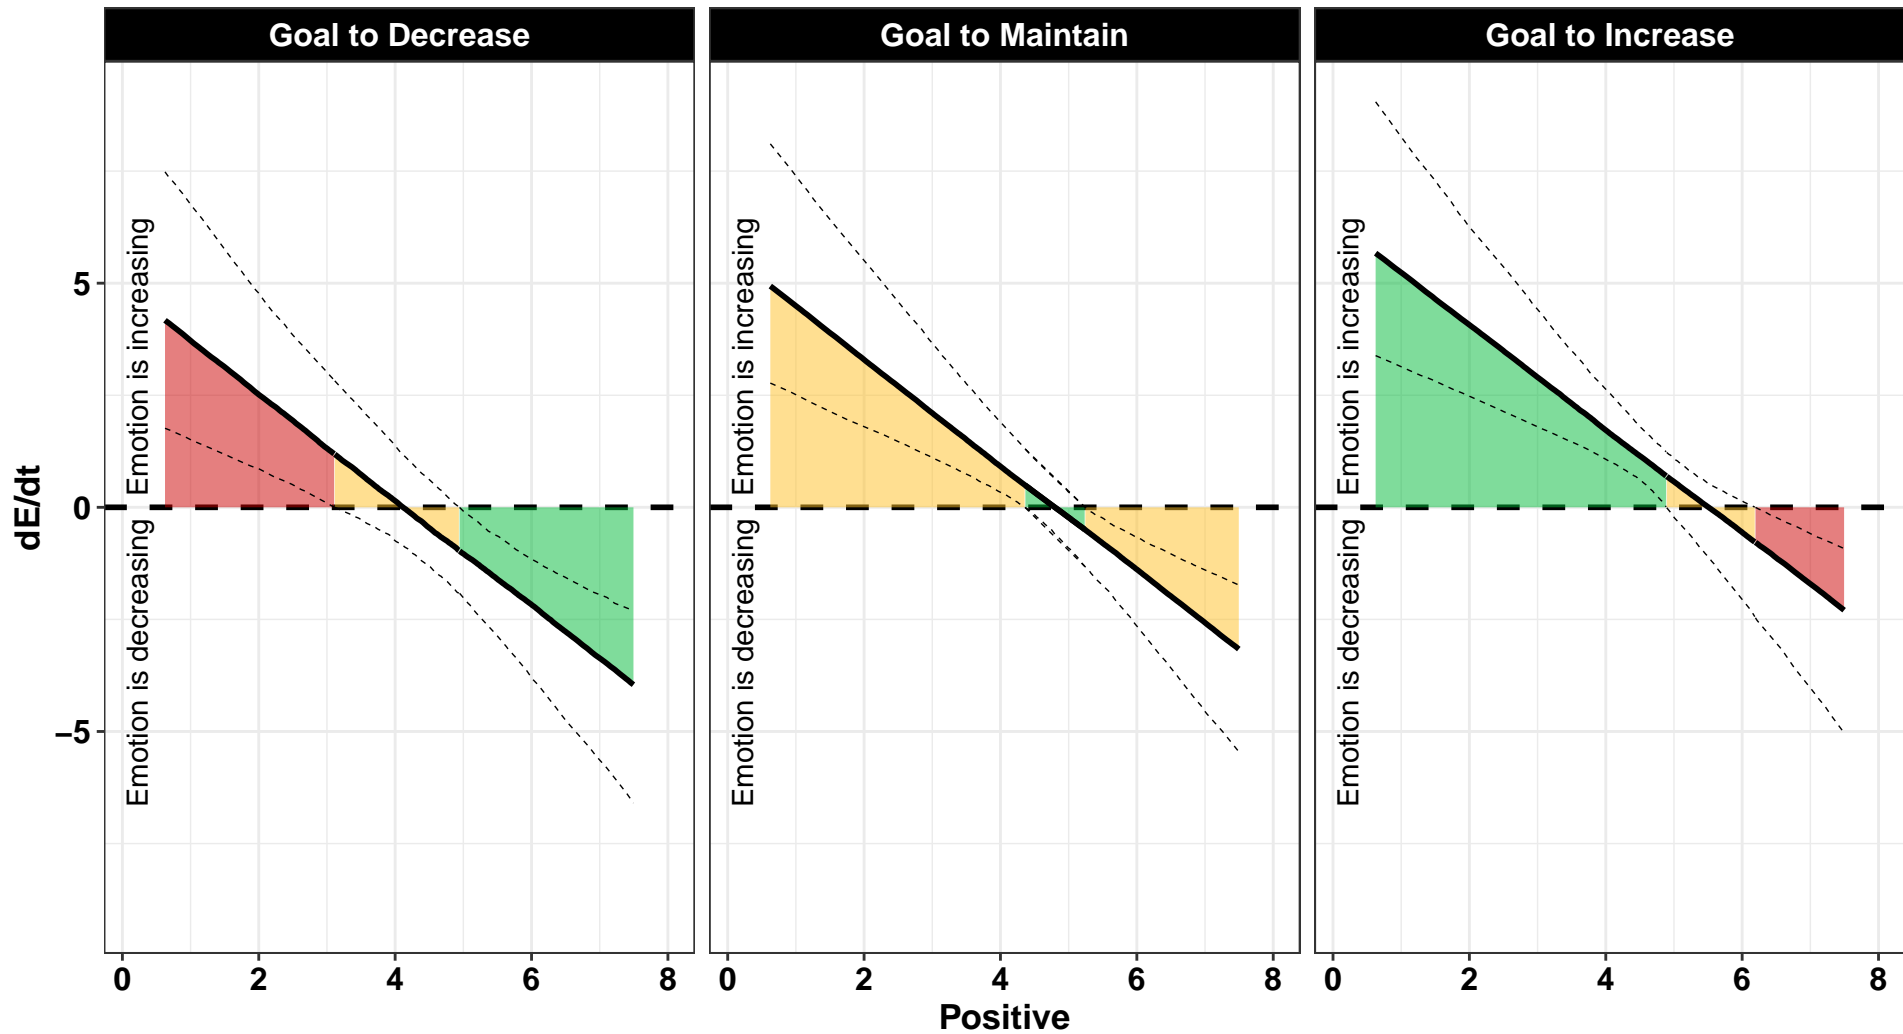 Goal to Decrease
Goal to Maintain
Goal to Increase
dE/dt
5
0
−5
Emotion is increasing
Emotion is decreasing
Emotion is increasing
Emotion is decreasing
Emotion is increasing
Emotion is decreasing
0 2 4 6 8
0 2 4 6 8
0 2 4 6 8
Positive